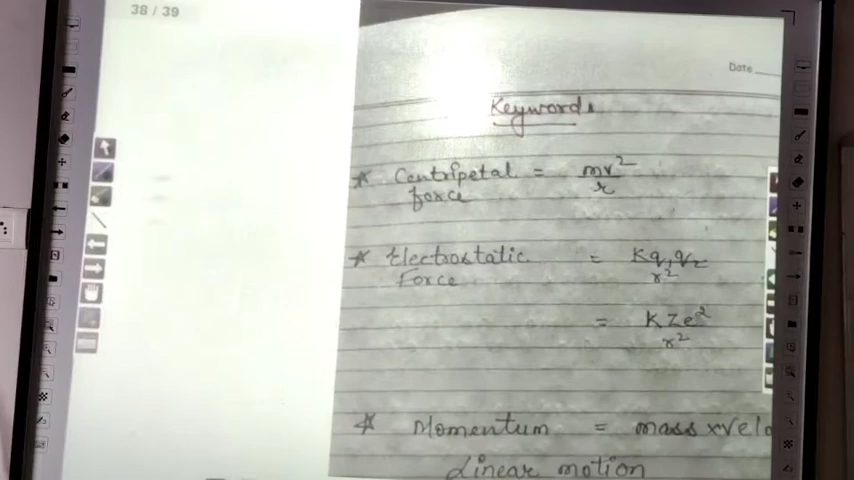 38 / 39
Date
Keywords
☆ Centripetal force = mv²/r
☆ Electrostatic Force = Kq₁q₂/r²
= KZe²/r²
☆ Momentum = mass × velo
Linear motion